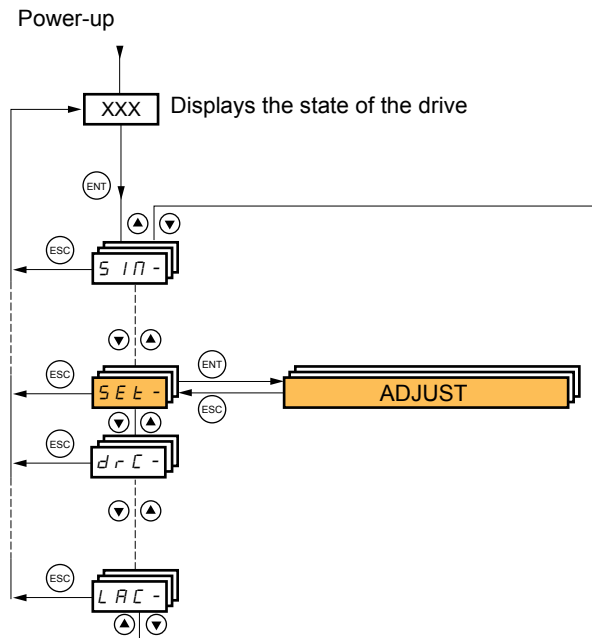 Power-up
XXX Displays the state of the drive
ENT
ESC
SIM-
ENT
ESC
SEt- ADJUST
ESC
ESC
drC-
ESC
LAC-